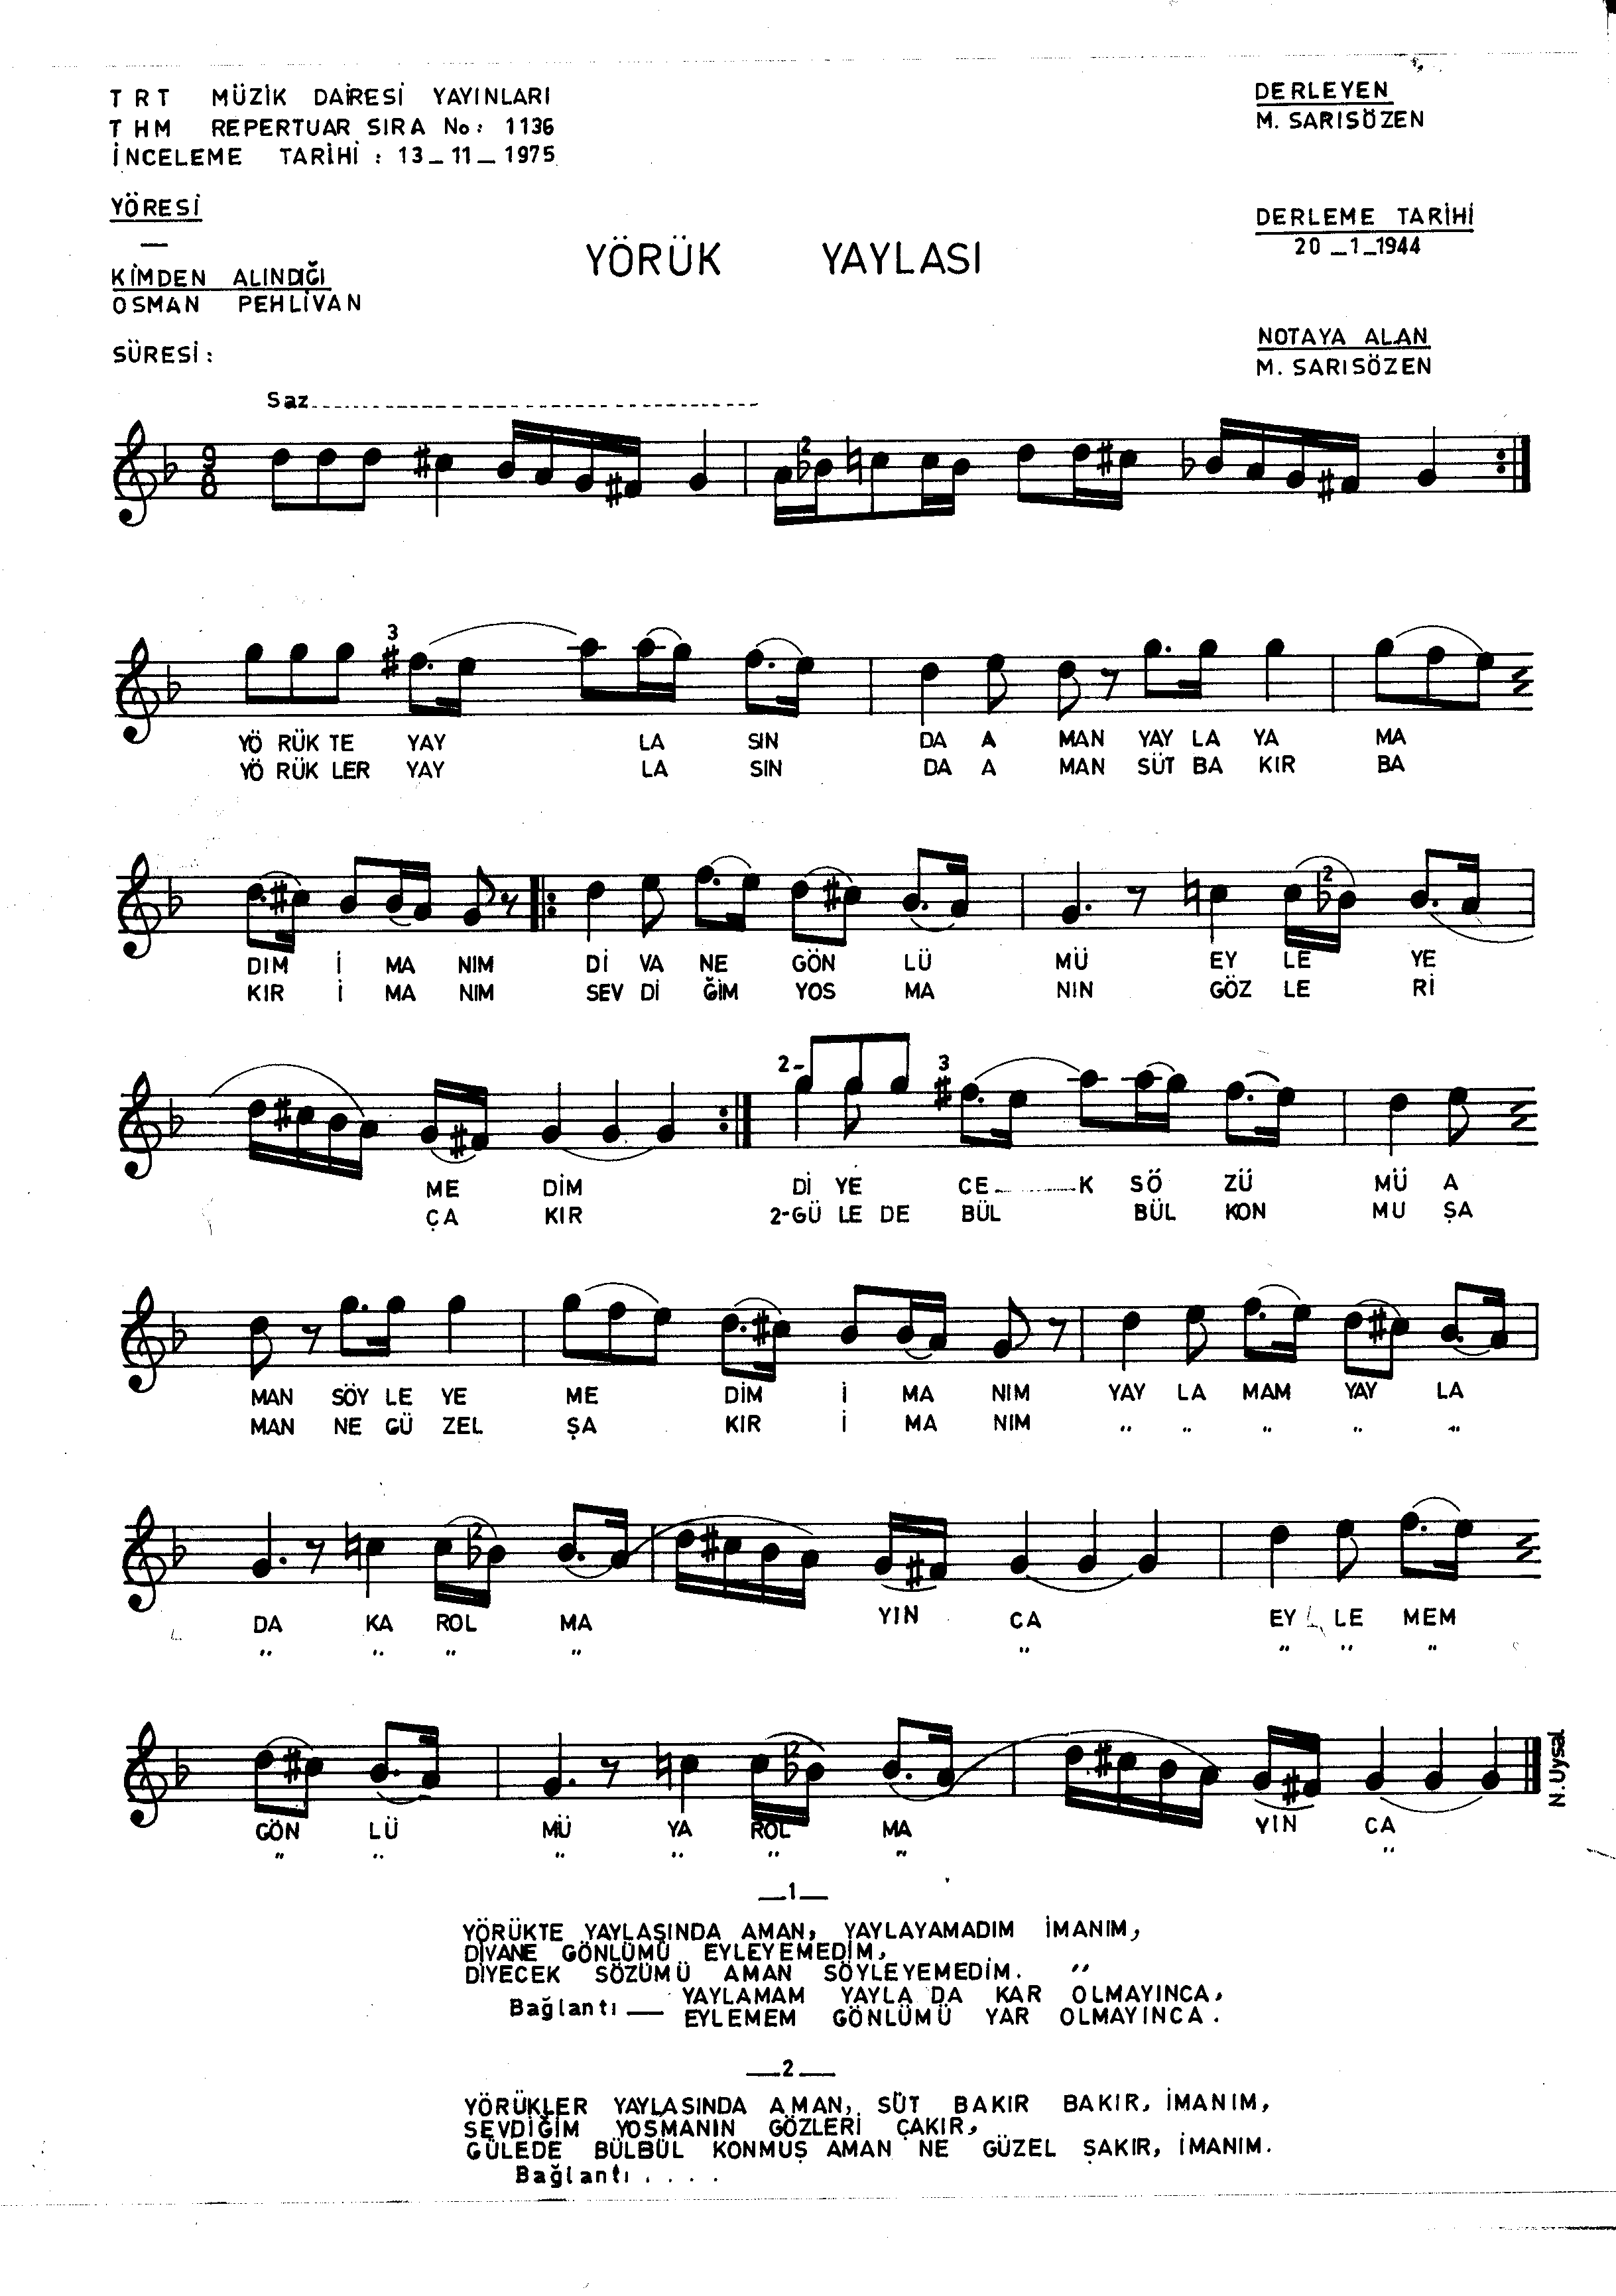 TRT MÜZİK DAİRESİ YAYINLARI
THM REPERTUAR SIRA No: 1136
İNCELEME TARİHİ : 13_11_1975
YÖRESİ
—
KİMDEN ALINDIĞI
OSMAN PEHLİVAN
SÜRESİ :
YÖRÜK YAYLASI
DERLEYEN
M. SARISÖZEN
DERLEME TARİHİ
20_1_1944
NOTAYA ALAN
M. SARISÖZEN
Saz
9
8
2
3
YÖ RÜK TE YAY LA SIN DA A MAN YAY LA YA MA
YÖ RÜK LER YAY LA SIN DA A MAN SÜT BA KIR BA
2
DIM İ MA NIM Dİ VA NE GÖN LÜ MÜ EY LE YE
KIR İ MA NIM SEV Dİ ĞİM YOS MA NIN GÖZ LE Rİ
2- 3
ME DİM Dİ YE CE K SÖ ZÜ MÜ A
ÇA KIR 2-GÜ LE DE BÜL BÜL KON MU ŞA
MAN SÖY LE YE ME DİM İ MA NIM YAY LA MAM YAY LA
MAN NE GÜ ZEL ŞA KIR İ MA NIM " " " " "
2
DA KA ROL MA YIN CA EY LE MEM
" " " " " " " "
2
GÖN LÜ MÜ YA ROL MA YIN CA
" " " " " " "
N.Uysal
—1—
YÖRÜKTE YAYLASINDA AMAN, YAYLAYAMADIM İMANIM,
DİVANE GÖNLÜMÜ EYLEYEMEDİM,
DİYECEK SÖZÜMÜ AMAN SÖYLEYEMEDİM. "
Bağlantı — YAYLAMAM YAYLA DA KAR OLMAYINCA,
EYLEMEM GÖNLÜMÜ YAR OLMAYINCA.
—2—
YÖRÜKLER YAYLASINDA AMAN, SÜT BAKIR BAKIR, İMANIM,
SEVDİĞİM YOSMANIN GÖZLERİ ÇAKIR,
GÜLEDE BÜLBÜL KONMUŞ AMAN NE GÜZEL ŞAKIR, İMANIM.
Bağlantı . . . .